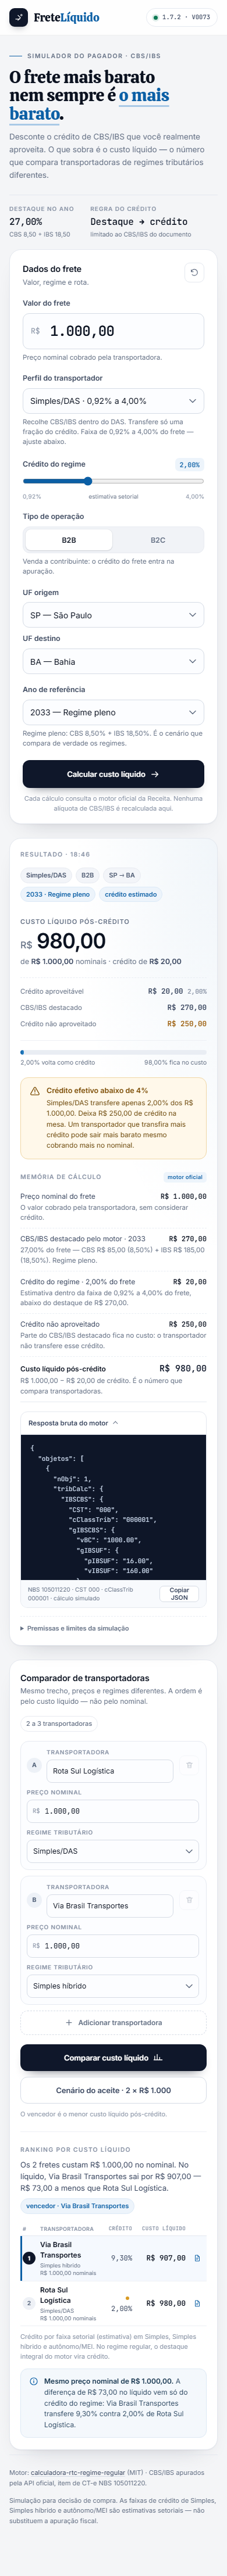 FreteLíquido
1.7.2 · V0073
SIMULADOR DO PAGADOR · CBS/IBS
O frete mais barato
nem sempre é o mais
barato.
Desconte o crédito de CBS/IBS que você realmente
aproveita. O que sobra é o custo líquido — o número
que compara transportadoras de regimes tributários
diferentes.
DESTAQUE NO ANO
27,00%
CBS 8,50 + IBS 18,50
REGRA DO CRÉDITO
Destaque → crédito
limitado ao CBS/IBS do documento
Dados do frete
Valor, regime e rota.
Valor do frete
R$ 1.000,00
Preço nominal cobrado pela transportadora.
Perfil do transportador
Simples/DAS · 0,92% a 4,00%
Recolhe CBS/IBS dentro do DAS. Transfere só uma
fração do crédito. Faixa de 0,92% a 4,00% do frete —
ajuste abaixo.
Crédito do regime
2,00%
0,92%
estimativa setorial
4,00%
Tipo de operação
B2B
B2C
Venda a contribuinte: o crédito do frete entra na
apuração.
UF origem
SP — São Paulo
UF destino
BA — Bahia
Ano de referência
2033 — Regime pleno
Regime pleno: CBS 8,50% + IBS 18,50%. É o cenário que
compara de verdade os regimes.
Calcular custo líquido →
Cada cálculo consulta o motor oficial da Receita. Nenhuma
alíquota de CBS/IBS é recalculada aqui.
RESULTADO · 18:46
Simples/DAS
B2B
SP → BA
2033 · Regime pleno
crédito estimado
CUSTO LÍQUIDO PÓS-CRÉDITO
R$ 980,00
de R$ 1.000,00 nominais · crédito de R$ 20,00
Crédito aproveitável
R$ 20,00 2,00%
CBS/IBS destacado
R$ 270,00
Crédito não aproveitado
R$ 250,00
2,00% volta como crédito
98,00% fica no custo
Crédito efetivo abaixo de 4%
Simples/DAS transfere apenas 2,00% dos R$
1.000,00. Deixa R$ 250,00 de crédito na
mesa. Um transportador que transfira mais
crédito pode sair mais barato mesmo
cobrando mais no nominal.
MEMÓRIA DE CÁLCULO
motor oficial
Preço nominal do frete
R$ 1.000,00
O valor cobrado pela transportadora, sem considerar
crédito.
CBS/IBS destacado pelo motor · 2033
R$ 270,00
27,00% do frete — CBS R$ 85,00 (8,50%) + IBS R$ 185,00
(18,50%). Regime pleno.
Crédito do regime · 2,00% do frete
R$ 20,00
Estimativa dentro da faixa de 0,92% a 4,00% do frete,
abaixo do destaque de R$ 270,00.
Crédito não aproveitado
R$ 250,00
Parte do CBS/IBS destacado fica no custo: o transportador
não transfere esse crédito.
Custo líquido pós-crédito
R$ 980,00
R$ 1.000,00 − R$ 20,00 de crédito. É o número que
compara transportadoras.
Resposta bruta do motor
{
"objetos": [
{
"nObj": 1,
"tribCalc": {
"IBSCBS": {
"CST": "000",
"cClassTrib": "000001",
"gIBSCBS": {
"vBC": "1000.00",
"gIBSUF": {
"pIBSUF": "16.00",
"vIBSUF": "160.00"
NBS 105011220 · CST 000 · cClassTrib
000001 · cálculo simulado
Copiar
JSON
Premissas e limites da simulação
Comparador de transportadoras
Mesmo trecho, preços e regimes diferentes. A ordem é
pelo custo líquido — não pelo nominal.
2 a 3 transportadoras
TRANSPORTADORA
A
Rota Sul Logística
PREÇO NOMINAL
R$ 1.000,00
REGIME TRIBUTÁRIO
Simples/DAS
TRANSPORTADORA
B
Via Brasil Transportes
PREÇO NOMINAL
R$ 1.000,00
REGIME TRIBUTÁRIO
Simples híbrido
+ Adicionar transportadora
Comparar custo líquido
Cenário do aceite · 2 × R$ 1.000
O vencedor é o menor custo líquido pós-crédito.
RANKING POR CUSTO LÍQUIDO
Os 2 fretes custam R$ 1.000,00 no nominal. No
líquido, Via Brasil Transportes sai por R$ 907,00 —
R$ 73,00 a menos que Rota Sul Logística.
vencedor · Via Brasil Transportes
# TRANSPORTADORA CRÉDITO CUSTO LÍQUIDO
1
Via Brasil
Transportes
Simples híbrido
R$ 1.000,00 nominais
9,30%
R$ 907,00
2
Rota Sul
Logística
Simples/DAS
R$ 1.000,00 nominais
2,00%
R$ 980,00
Crédito por faixa setorial (estimativa) em Simples, Simples
híbrido e autônomo/MEI. No regime regular, o destaque
integral do motor vira crédito.
Mesmo preço nominal de R$ 1.000,00. A
diferença de R$ 73,00 no líquido vem só do
crédito do regime: Via Brasil Transportes
transfere 9,30% contra 2,00% de Rota Sul
Logística.
Motor: calculadora-rtc-regime-regular (MIT) · CBS/IBS apurados
pela API oficial, item de CT-e NBS 105011220.
Simulação para decisão de compra. As faixas de crédito de Simples,
Simples híbrido e autônomo/MEI são estimativas setoriais — não
substituem a apuração fiscal.